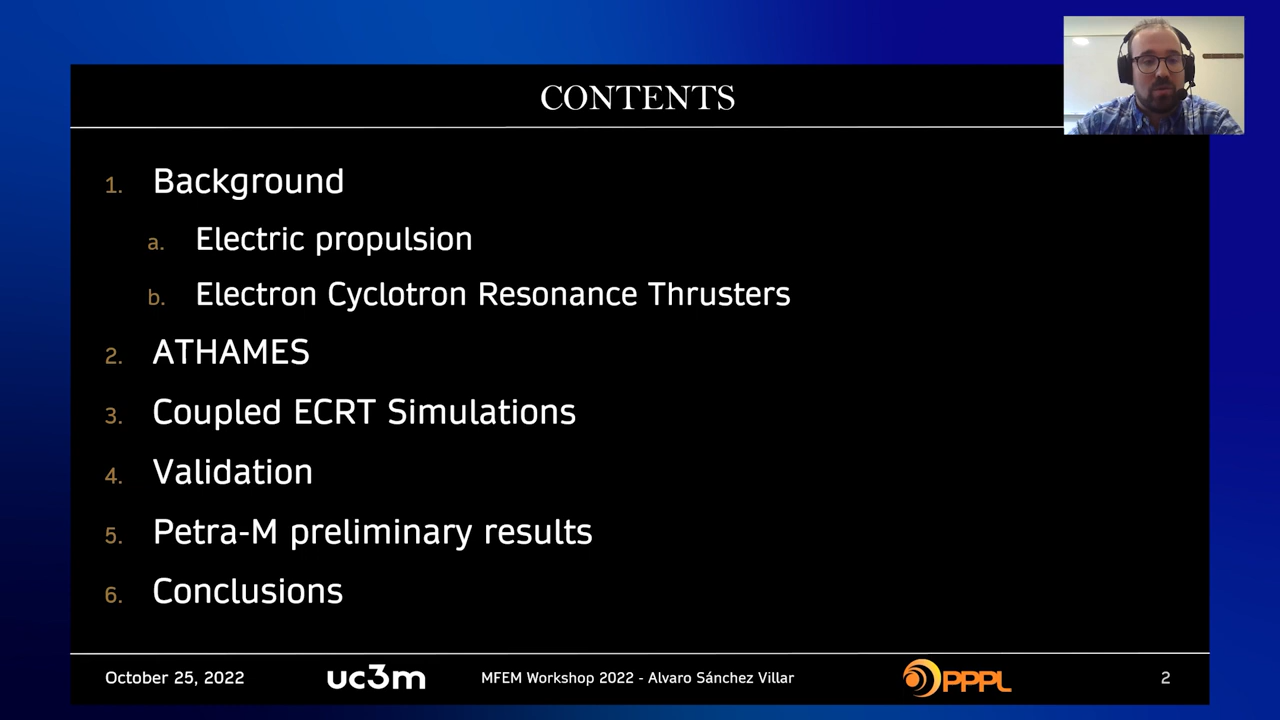 CONTENTS
1. Background
a. Electric propulsion
b. Electron Cyclotron Resonance Thrusters
2. ATHAMES
3. Coupled ECRT Simulations
4. Validation
5. Petra-M preliminary results
6. Conclusions
October 25, 2022
uc3m
MFEM Workshop 2022 - Alvaro Sánchez Villar
PPPL
2